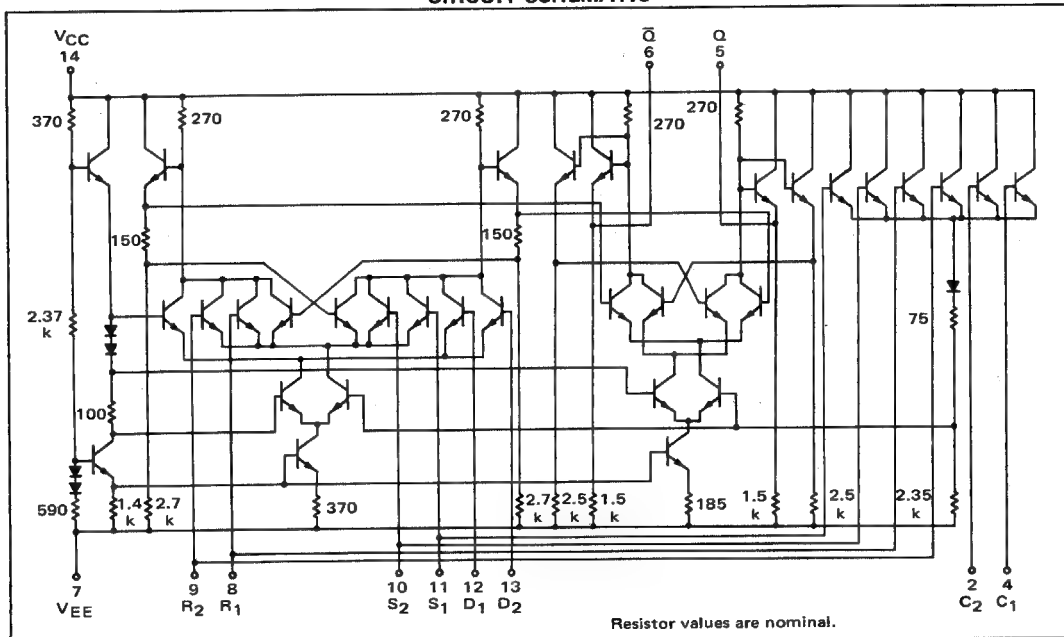 VCC
14
Q̄
6
Q
5
370
270
270
270
270
150
150
75
2.37
k
100
590
1.4
k
2.7
k
370
2.7
k
2.5
k
1.5
k
185
1.5
k
2.5
k
2.35
k
7
VEE
9
R2
8
R1
10
S2
11
S1
12
D1
13
D2
2
C2
4
C1
Resistor values are nominal.